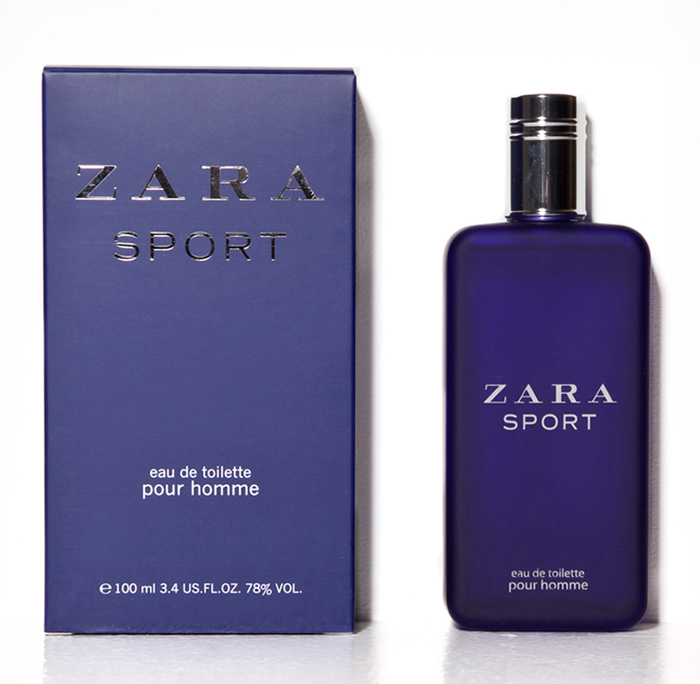 ZARA
SPORT
eau de toilette
pour homme
℮ 100 ml 3.4 US.FL.OZ. 78% VOL.
ZARA
SPORT
eau de toilette
pour homme